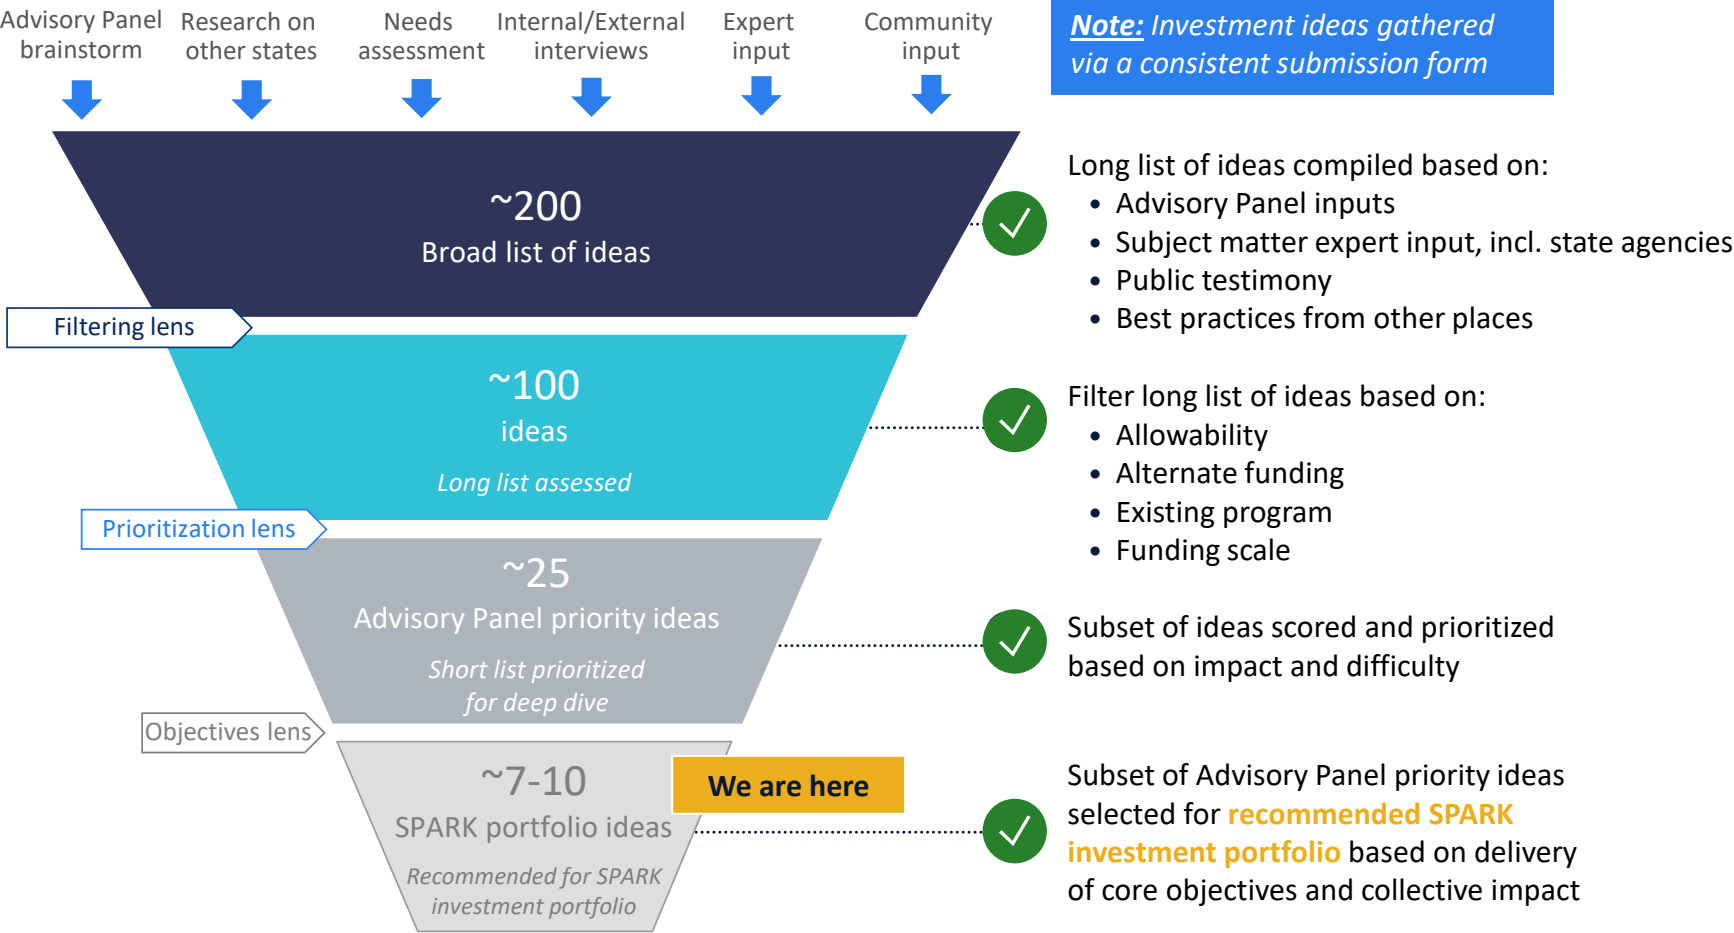 Advisory Panel
brainstorm
Research on
other states
Needs
assessment
Internal/External
interviews
Expert
input
Community
input
Note: Investment ideas gathered
via a consistent submission form
~200
Broad list of ideas
Long list of ideas compiled based on:
• Advisory Panel inputs
• Subject matter expert input, incl. state agencies
• Public testimony
• Best practices from other places
Filtering lens
~100
ideas
Long list assessed
Filter long list of ideas based on:
• Allowability
• Alternate funding
• Existing program
• Funding scale
Prioritization lens
~25
Advisory Panel priority ideas
Short list prioritized
for deep dive
Subset of ideas scored and prioritized
based on impact and difficulty
Objectives lens
~7-10
SPARK portfolio ideas
Recommended for SPARK
investment portfolio
We are here
Subset of Advisory Panel priority ideas
selected for recommended SPARK
investment portfolio based on delivery
of core objectives and collective impact